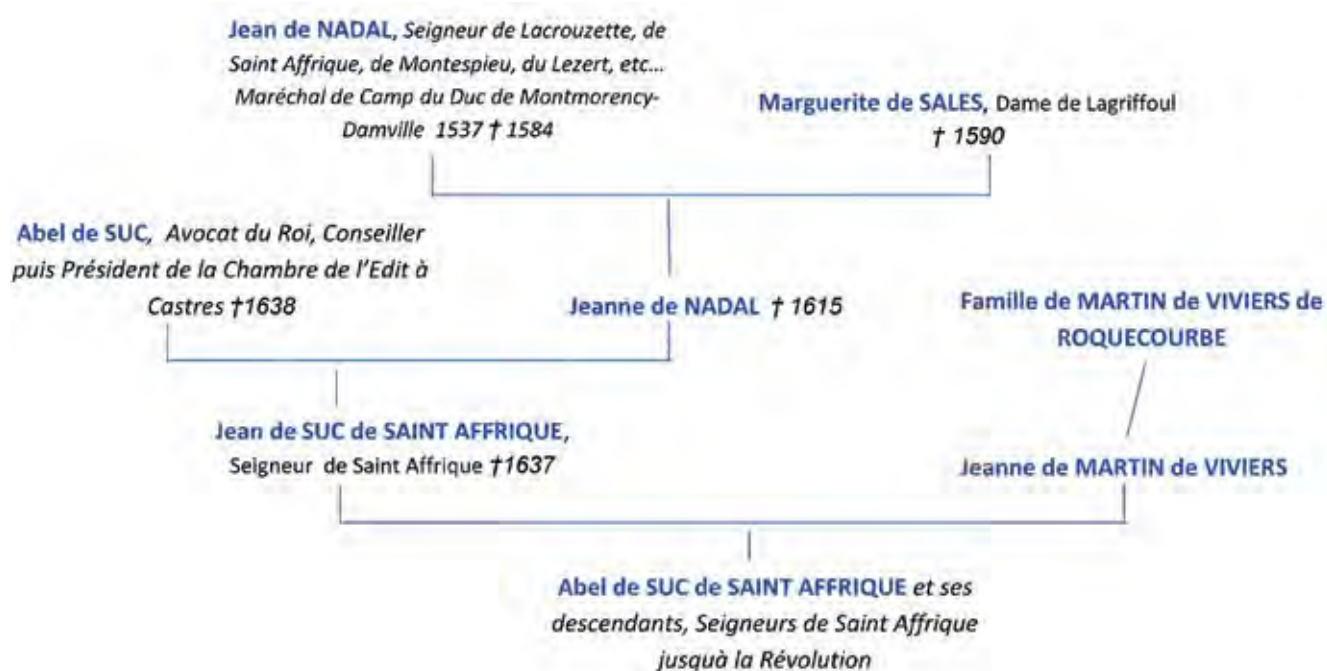 Jean de NADAL, Seigneur de Lacrouzette, de
Saint Affrique, de Montespieu, du Lezert, etc...
Maréchal de Camp du Duc de Montmorency-
Damville 1537 † 1584
Marguerite de SALES, Dame de Lagriffoul
† 1590
Abel de SUC, Avocat du Roi, Conseiller
puis Président de la Chambre de l'Edit à
Castres †1638
Jeanne de NADAL † 1615
Famille de MARTIN de VIVIERS de
ROQUECOURBE
Jean de SUC de SAINT AFFRIQUE,
Seigneur de Saint Affrique †1637
Jeanne de MARTIN de VIVIERS
Abel de SUC de SAINT AFFRIQUE et ses
descendants, Seigneurs de Saint Affrique
jusquà la Révolution